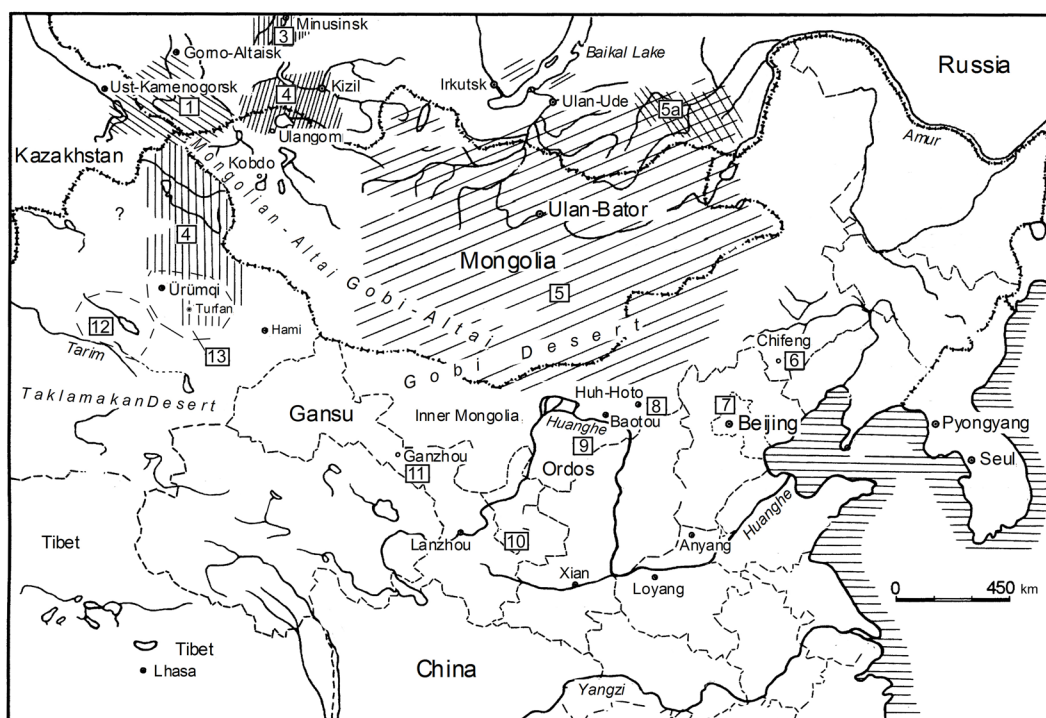 Minusinsk
3
Gorno-Altaisk
Baikal Lake
Russia
Ust-Kamenogorsk
1
4
Kizil
Irkutsk
Ulan-Ude
5a
Ulangom
Amur
Kazakhstan
Kobdo
Mongolian-Altai
?
Ulan-Bator
4
Mongolia
Gobi-Altai
5
Ürümqi
Turfan
Hami
12
13
Tarim
Gobi Desert
Chifeng
6
Taklamakan Desert
Gansu
Inner Mongolia
Huh-Hoto
8
7
Huanghe
Baotou
Beijing
Pyongyang
9
Ganzhou
11
Ordos
Seul
Huanghe
Tibet
Lanzhou
10
Anyang
Xian
Loyang
0 450 km
Tibet
Lhasa
China
Yangzi